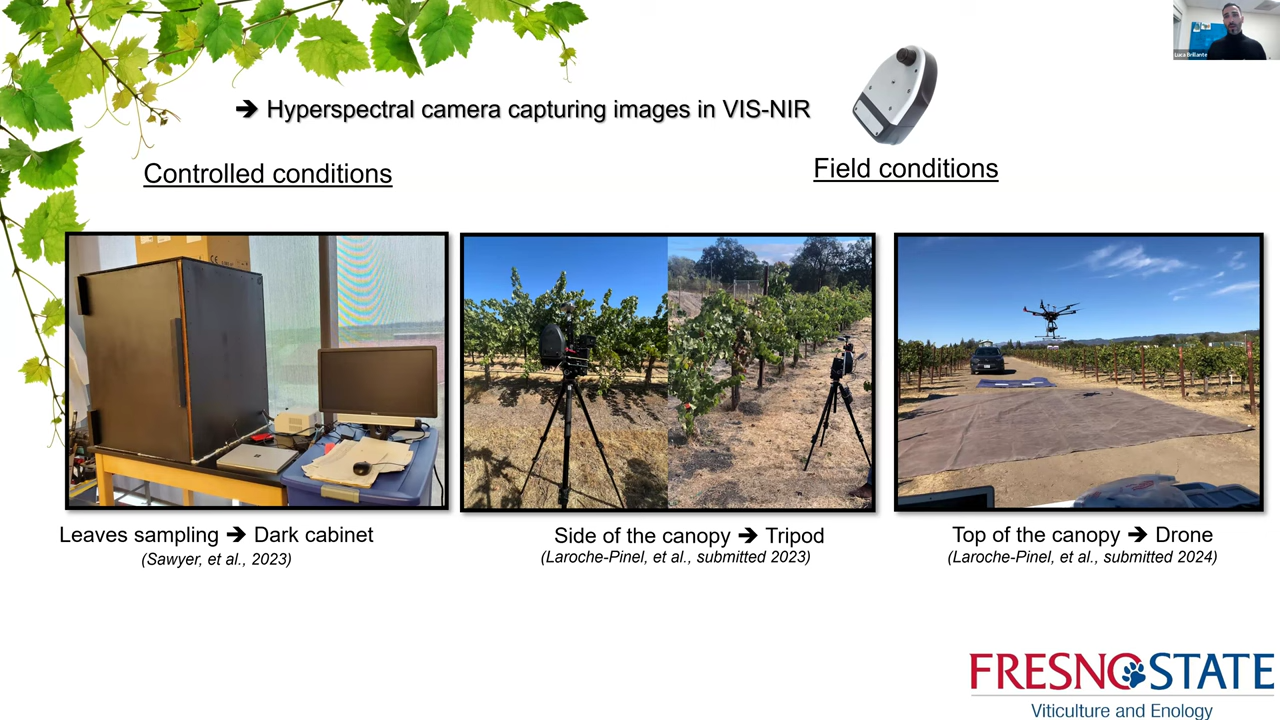 Luca Brillante
➔ Hyperspectral camera capturing images in VIS-NIR
Controlled conditions
Field conditions
Leaves sampling ➔ Dark cabinet
(Sawyer, et al., 2023)
Side of the canopy ➔ Tripod
(Laroche-Pinel, et al., submitted 2023)
Top of the canopy ➔ Drone
(Laroche-Pinel, et al., submitted 2024)
FRESNO STATE
Viticulture and Enology